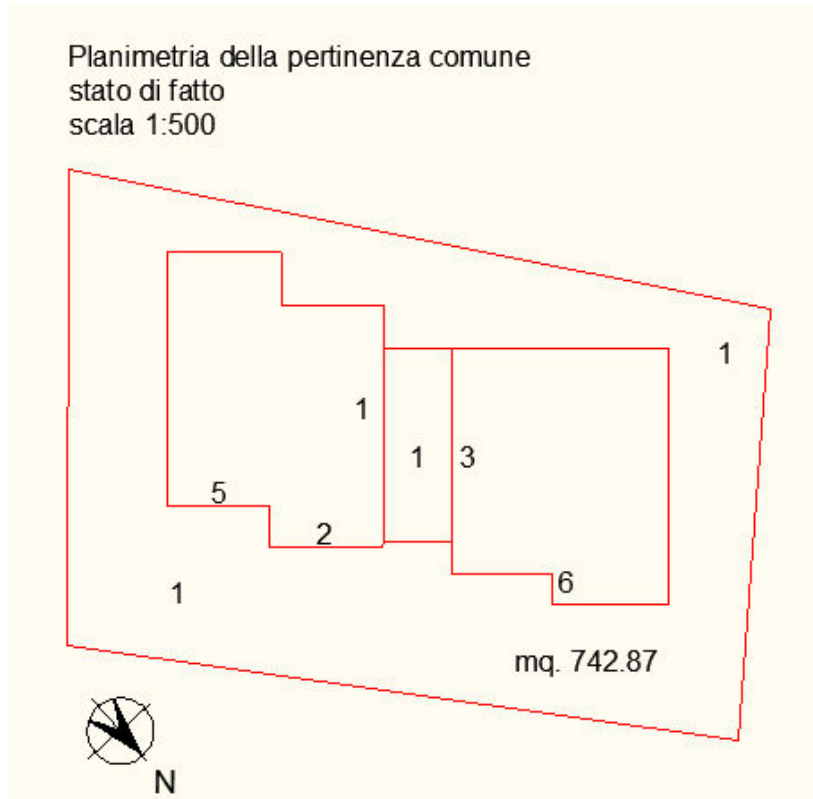 Planimetria della pertinenza comune
stato di fatto
scala 1:500
1
1
1
3
5
2
6
1
mq. 742.87
N